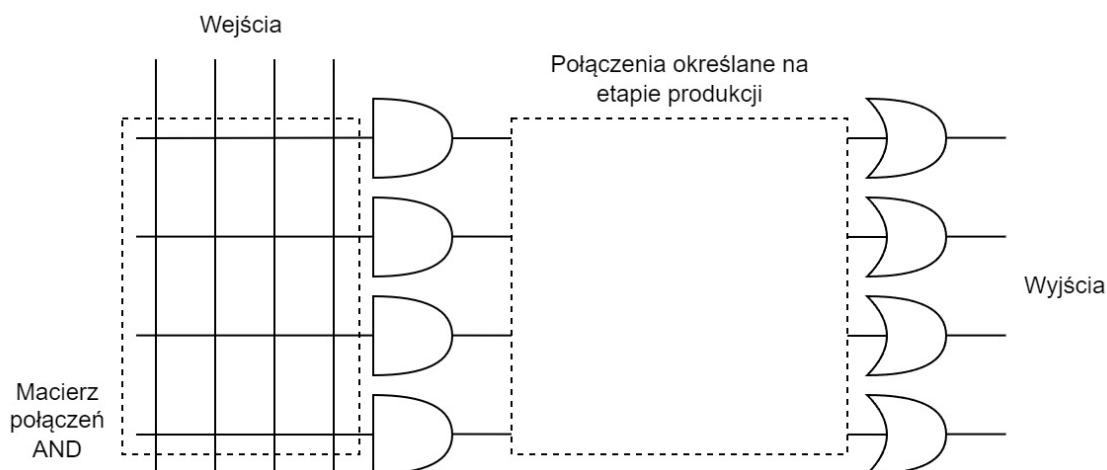 Wejścia
Połączenia określane na
etapie produkcji
Wyjścia
Macierz
połączeń
AND